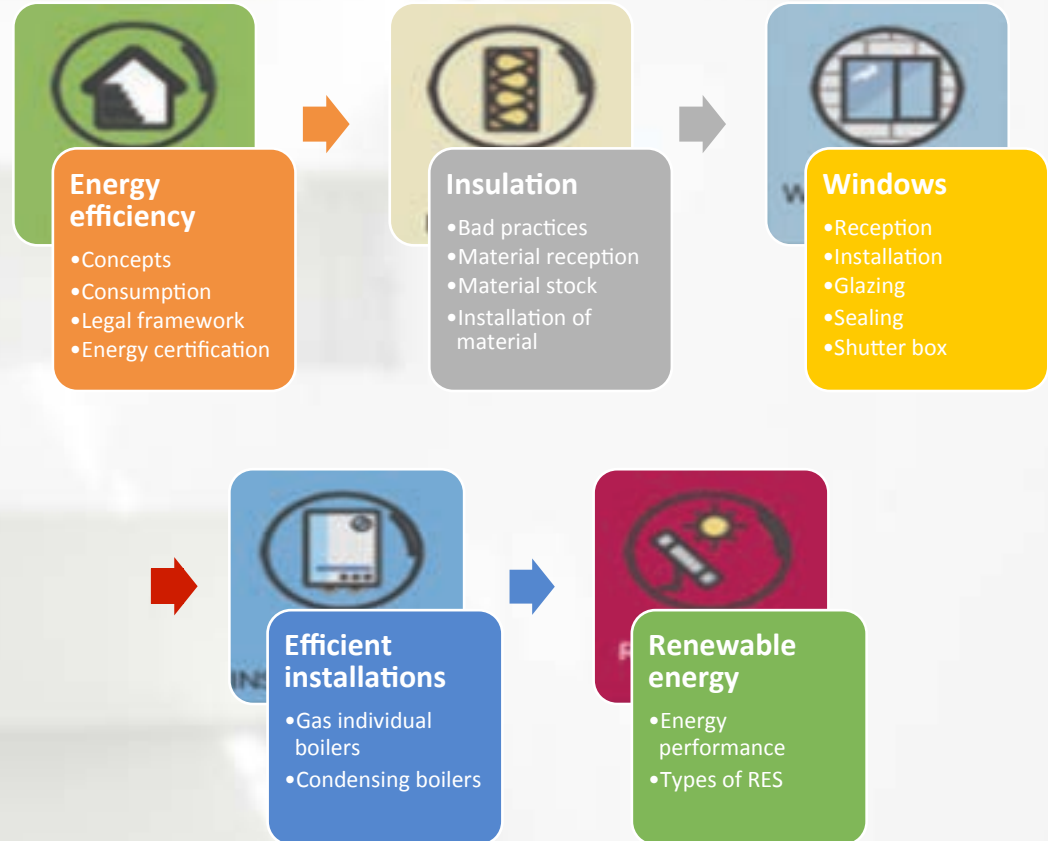 Energy
efficiency
•Concepts
•Consumption
•Legal framework
•Energy certification
Insulation
•Bad practices
•Material reception
•Material stock
•Installation of
material
W
Windows
•Reception
•Installation
•Glazing
•Sealing
•Shutter box
INS
Efficient
installations
•Gas individual
boilers
•Condensing boilers
Renewable
energy
•Energy
performance
•Types of RES